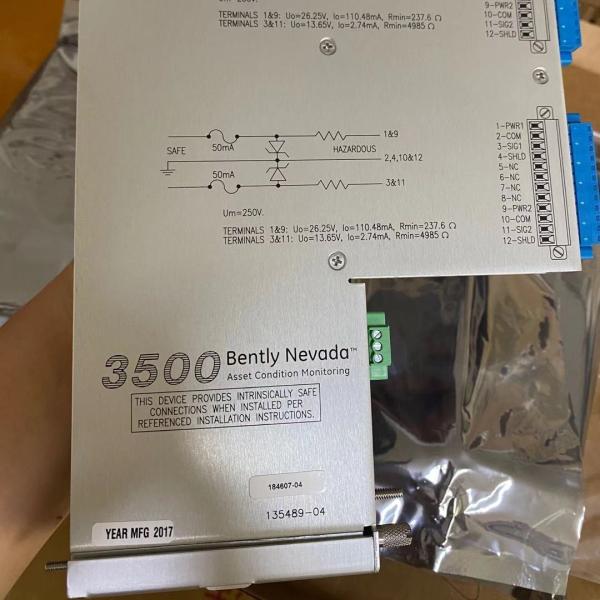 TERMINALS 1&9: Uo=26.25V, Io=110.48mA, Rmin=237.6 Ω
TERMINALS 3&11: Uo=13.65V, Io=2.74mA, Rmin=4985 Ω
9-PWR2
10-COM
11-SIG2
12-SHLD
50mA
1&9
SAFE
HAZARDOUS
2,4,10&12
50mA
3&11
1-PWR1
2-COM
3-SIG1
4-SHLD
5-NC
6-NC
7-NC
8-NC
9-PWR2
10-COM
11-SIG2
12-SHLD
Um=250V.
TERMINALS 1&9: Uo=26.25V, Io=110.48mA, Rmin=237.6 Ω
TERMINALS 3&11: Uo=13.65V, Io=2.74mA, Rmin=4985 Ω
3500 Bently Nevada™
Asset Condition Monitoring
THIS DEVICE PROVIDES INTRINSICALLY SAFE
CONNECTIONS WHEN INSTALLED PER
REFERENCED INSTALLATION INSTRUCTIONS.
184607-04
135489-04
YEAR MFG 2017